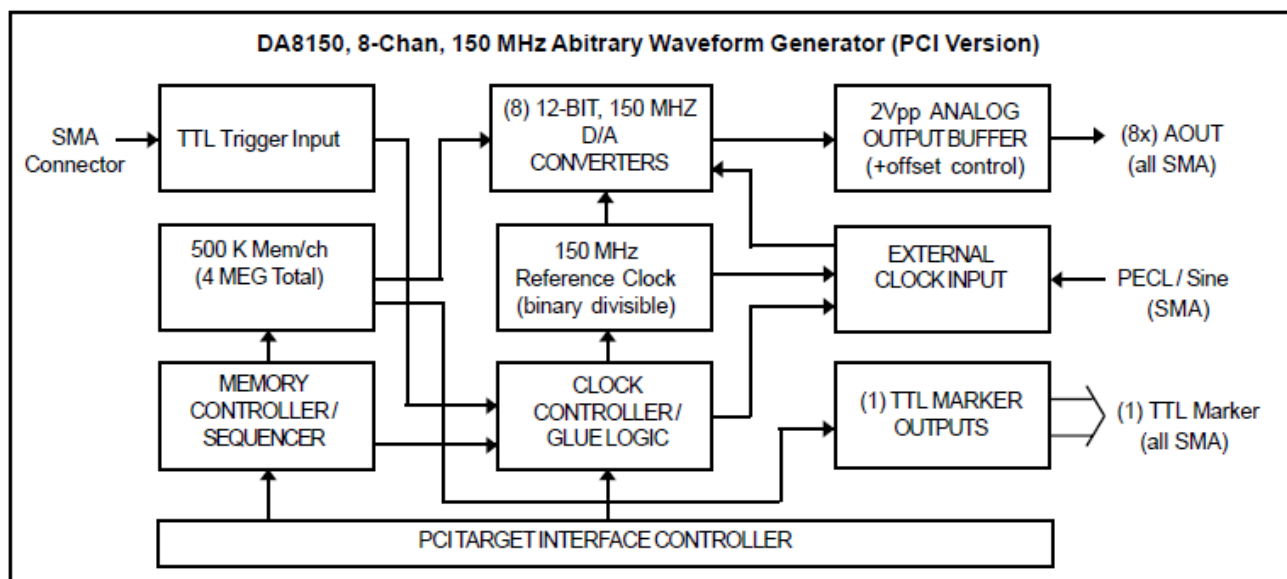 DA8150, 8-Chan, 150 MHz Abitrary Waveform Generator (PCI Version)
SMA
Connector
TTL Trigger Input
(8) 12-BIT, 150 MHZ
D/A
CONVERTERS
2Vpp ANALOG
OUTPUT BUFFER
(+offset control)
(8x) AOUT
(all SMA)
500 K Mem/ch
(4 MEG Total)
150 MHz
Reference Clock
(binary divisible)
EXTERNAL
CLOCK INPUT
PECL / Sine
(SMA)
MEMORY
CONTROLLER /
SEQUENCER
CLOCK
CONTROLLER /
GLUE LOGIC
(1) TTL MARKER
OUTPUTS
(1) TTL Marker
(all SMA)
PCI TARGET INTERFACE CONTROLLER